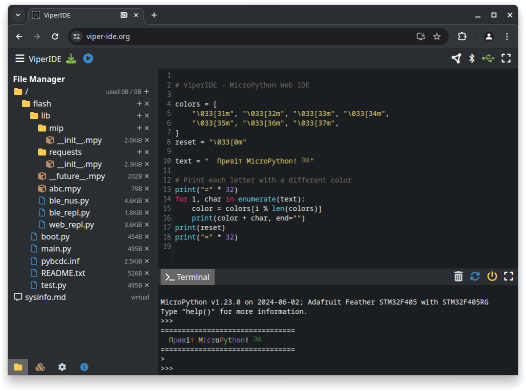 ViperIDE
viper-ide.org
ViperIDE
File Manager
/ used 0B / 0B
flash
lib
mip
__init__.mpy 2.0KiB
requests
__init__.mpy 2.3KiB
__future__.mpy 202B
abc.mpy 79B
ble_nus.py 4.6KiB
ble_repl.py 1.8KiB
web_repl.py 3.6KiB
boot.py 454B
main.py 495B
pybcdc.inf 2.5KiB
README.txt 526B
test.py 495B
sysinfo.md virtual
1
2 # ViperIDE - MicroPython Web IDE
3
4 colors = [
5 "\033[31m", "\033[32m", "\033[33m", "\033[34m",
6 "\033[35m", "\033[36m", "\033[37m",
7 ]
8 reset = "\033[0m"
9
10 text = " Привіт MicroPython! "
11
12 # Print each letter with a different color
13 print("=" * 32)
14 for i, char in enumerate(text):
15 color = colors[i % len(colors)]
16 print(color + char, end="")
17 print(reset)
18 print("=" * 32)
19
Terminal
MicroPython v1.23.0 on 2024-06-02; Adafruit Feather STM32F405 with STM32F405RG
Type "help()" for more information.
>>>
================================
Привіт MicroPython!
================================
>
>>>